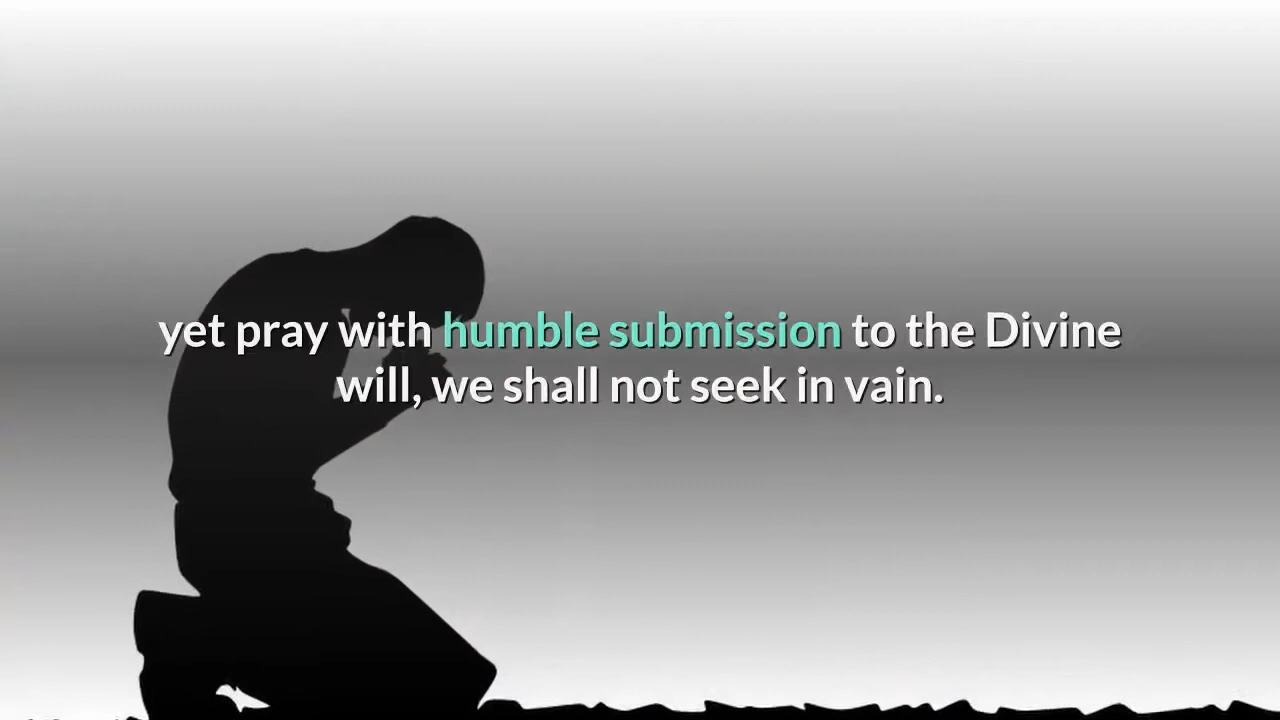 yet pray with humble submission to the Divine
will, we shall not seek in vain.